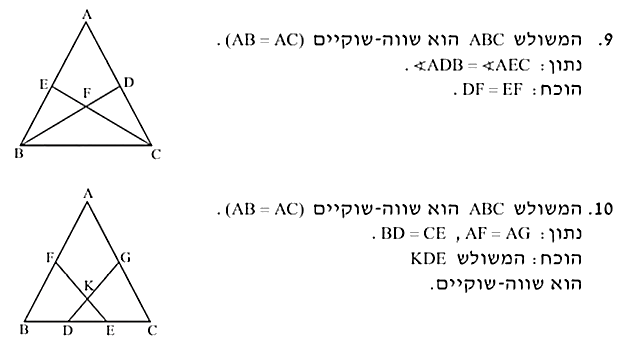 9. המשולש ABC הוא שווה-שוקיים (AB = AC).
נתון: ∢ADB = ∢AEC.
הוכח: DF = EF.
A
E
F
D
B
C
10. המשולש ABC הוא שווה-שוקיים (AB = AC).
נתון: BD = CE , AF = AG.
הוכח: המשולש KDE
הוא שווה-שוקיים.
A
F
G
K
B
D
E
C